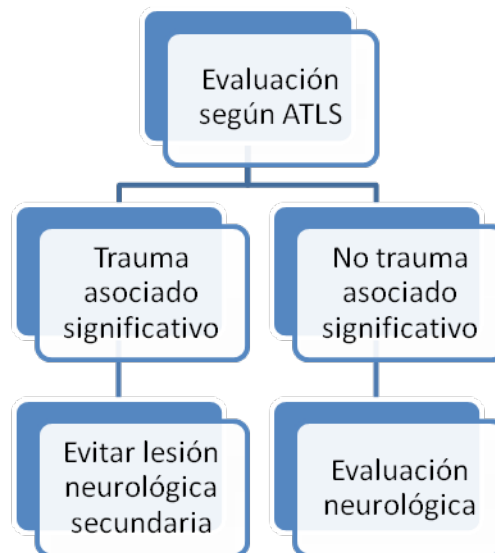 Evaluación
según ATLS
Trauma
asociado
significativo
No trauma
asociado
significativo
Evitar lesión
neurológica
secundaria
Evaluación
neurológica